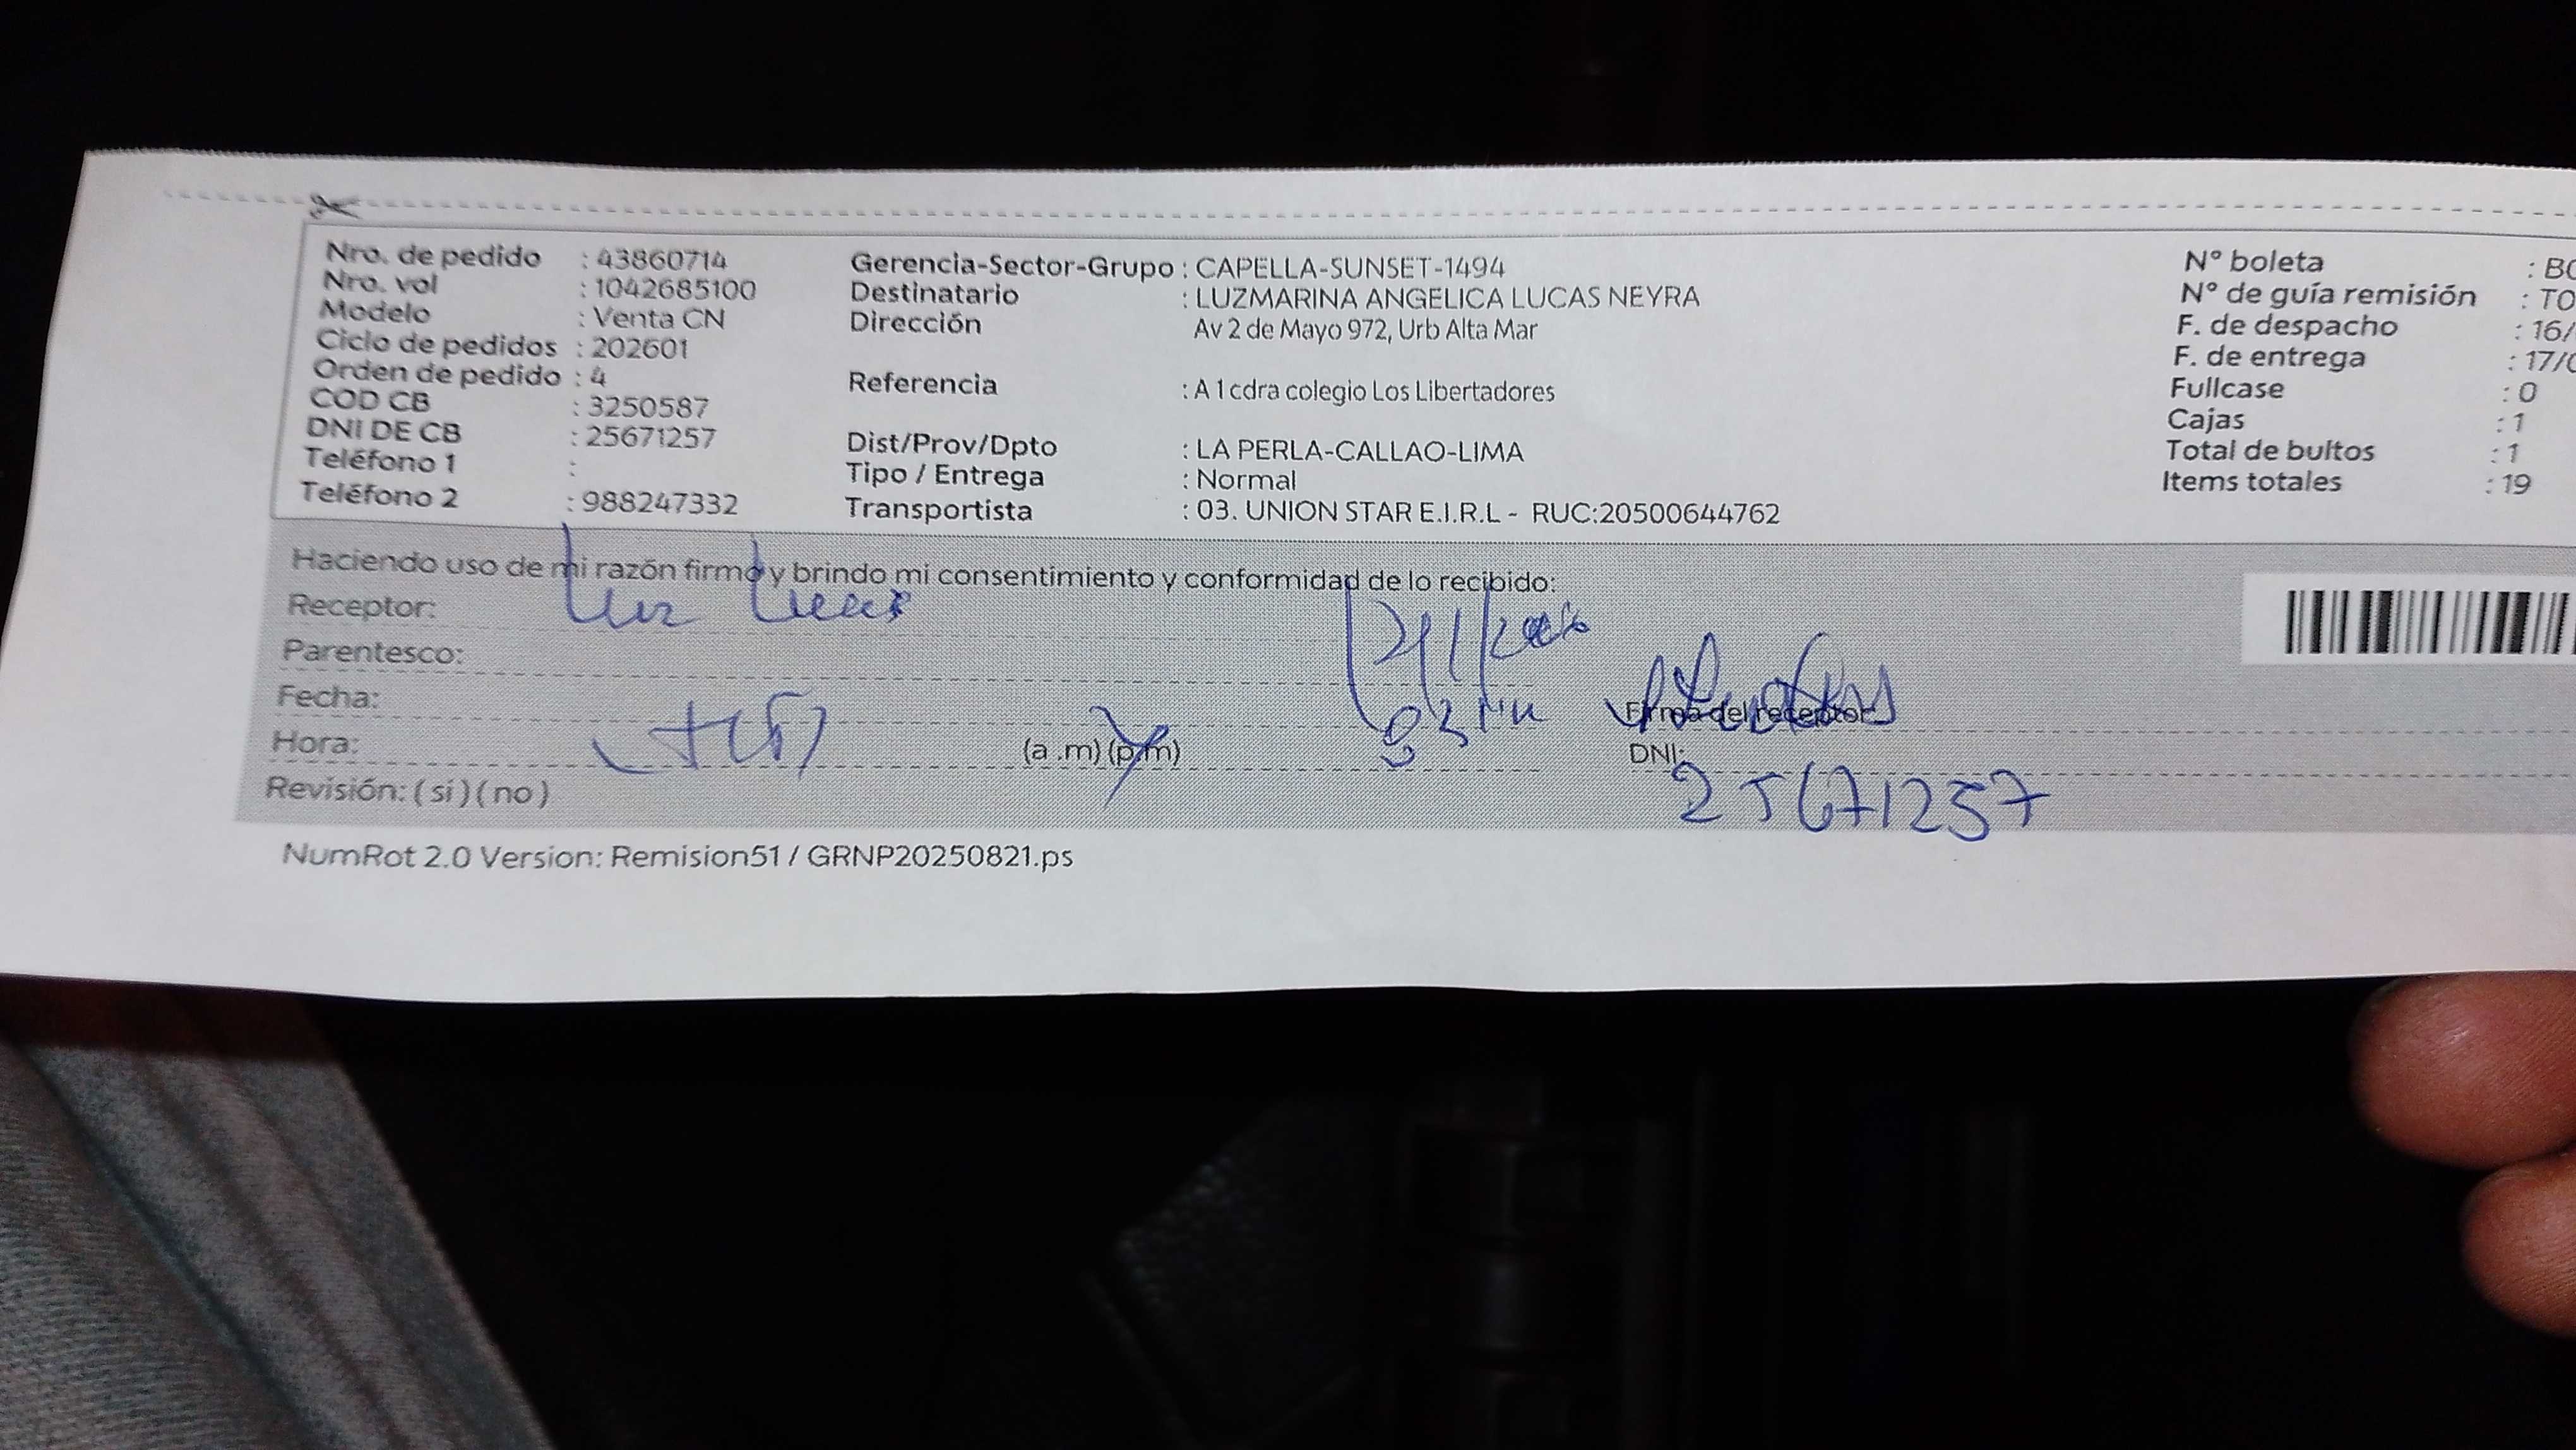 Nro. de pedido : 43860714
Nro. vol : 1042685100
Modelo : Venta CN
Ciclo de pedidos : 202601
Orden de pedido : 4
COD CB : 3250587
DNI DE CB : 25671257
Teléfono 1 :
Teléfono 2 : 988247332
Gerencia-Sector-Grupo : CAPELLA-SUNSET-1494
Destinatario : LUZMARINA ANGELICA LUCAS NEYRA
Dirección Av 2 de Mayo 972, Urb Alta Mar
Referencia : A 1 cdra colegio Los Libertadores
Dist/Prov/Dpto : LA PERLA-CALLAO-LIMA
Tipo / Entrega : Normal
Transportista : 03. UNION STAR E.I.R.L - RUC:20500644762
N° boleta : B
N° de guía remisión : TO
F. de despacho : 16/
F. de entrega : 17/
Fullcase : 0
Cajas : 1
Total de bultos : 1
Items totales : 19
Haciendo uso de mi razón firmo y brindo mi consentimiento y conformidad de lo recibido:
Receptor: Luz Lucas
Parentesco:
Fecha:
Firma del receptor
Hora: (a .m) (p.m)
DNI: 25671257
Revisión: ( si ) ( no )
NumRot 2.0 Version: Remision51 / GRNP20250821.ps